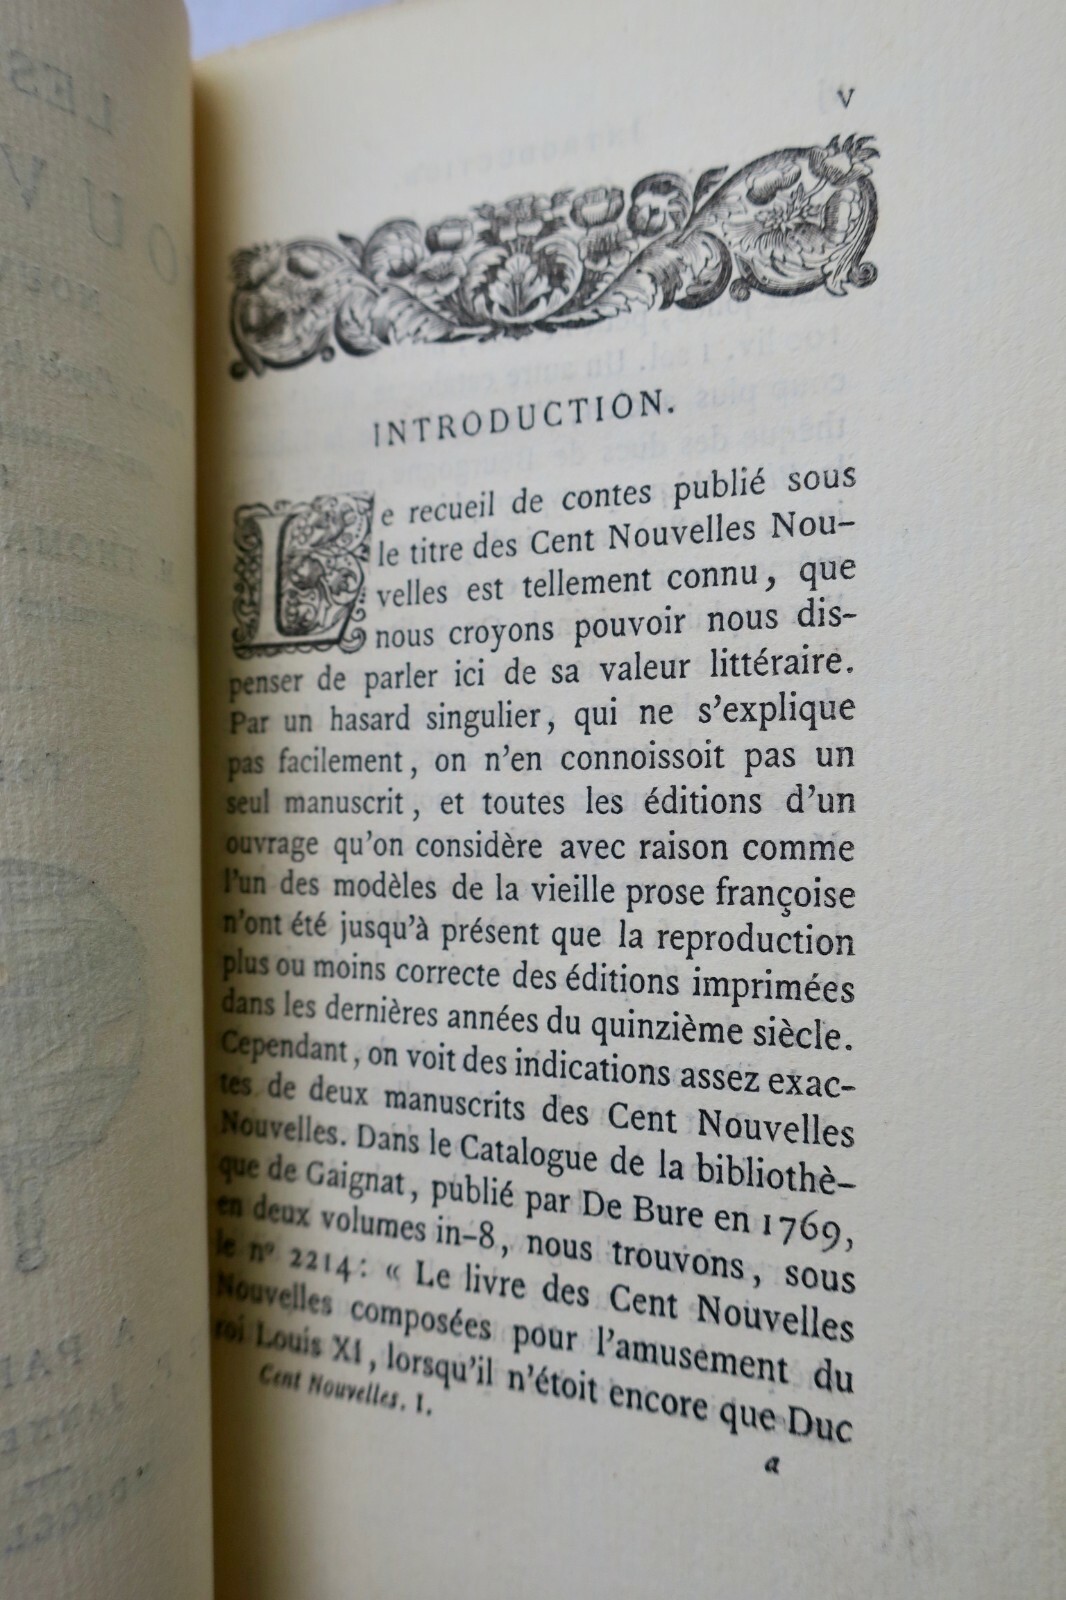 V
INTRODUCTION.
Le recueil de contes publié sous
le titre des Cent Nouvelles Nou-
velles est tellement connu, que
nous croyons pouvoir nous dis-
penser de parler ici de sa valeur littéraire.
Par un hasard singulier, qui ne s'explique
pas facilement, on n'en connoissoit pas un
seul manuscrit, et toutes les éditions d'un
ouvrage qu'on considère avec raison comme
l'un des modèles de la vieille prose françoise
n'ont été jusqu'à présent que la reproduction
plus ou moins correcte des éditions imprimées
dans les dernières années du quinzième siècle.
Cependant, on voit des indications assez exac-
tes de deux manuscrits des Cent Nouvelles
Nouvelles. Dans le Catalogue de la bibliothè-
que de Gaignat, publié par De Bure en 1769,
en deux volumes in-8, nous trouvons, sous
le nº 2214: « Le livre des Cent Nouvelles
Nouvelles composées pour l'amusement du
roi Louis XI, lorsqu'il n'étoit encore que Duc
Cent Nouvelles. I.
a